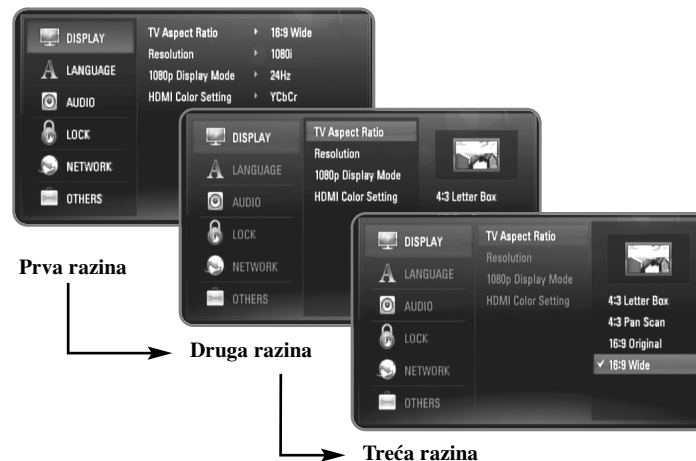 DISPLAY
LANGUAGE
AUDIO
LOCK
NETWORK
OTHERS
TV Aspect Ratio 16:9 Wide
Resolution 1080i
1080p Display Mode 24Hz
HDMI Color Setting YCbCr
Prva razina
DISPLAY
LANGUAGE
AUDIO
LOCK
NETWORK
OTHERS
TV Aspect Ratio
Resolution
1080p Display Mode
HDMI Color Setting
4:3 Letter Box
Druga razina
DISPLAY
LANGUAGE
AUDIO
LOCK
NETWORK
OTHERS
TV Aspect Ratio
Resolution
1080p Display Mode
HDMI Color Setting
4:3 Letter Box
4:3 Pan Scan
16:9 Original
16:9 Wide
Treća razina